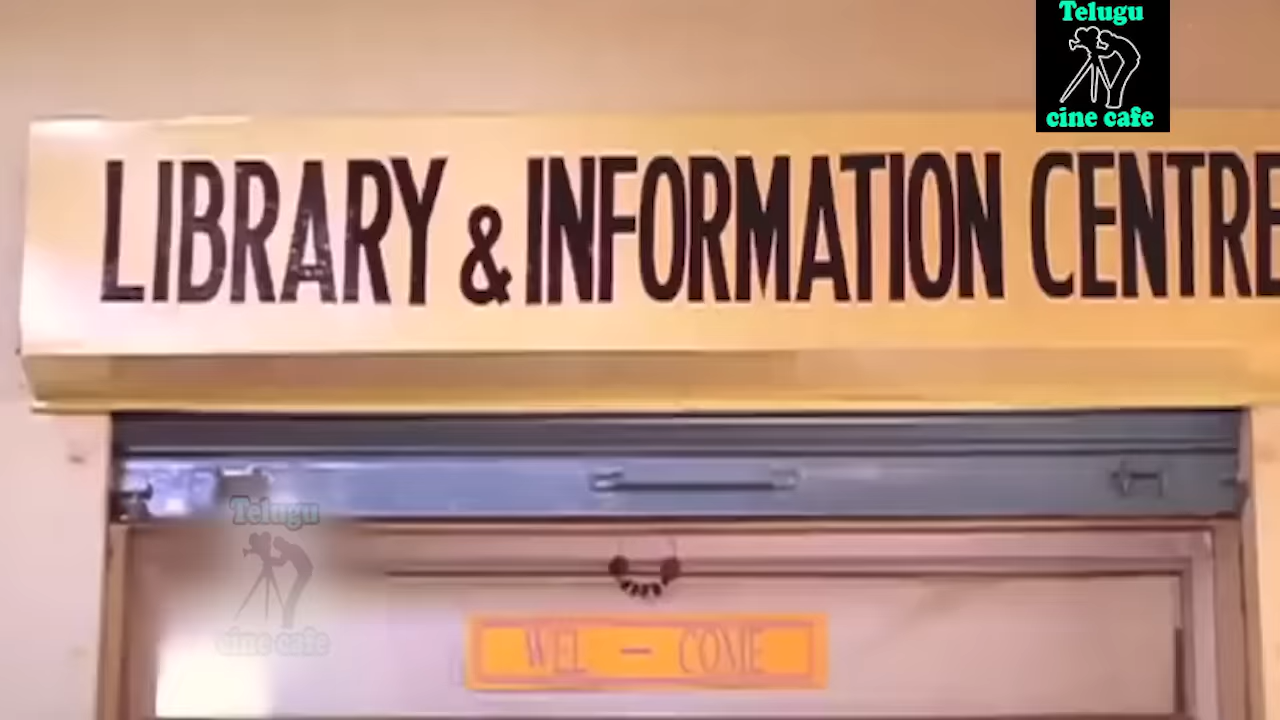 Telugu
cine cafe
LIBRARY & INFORMATION CENTRE
Telugu
cine cafe
WEL — COME